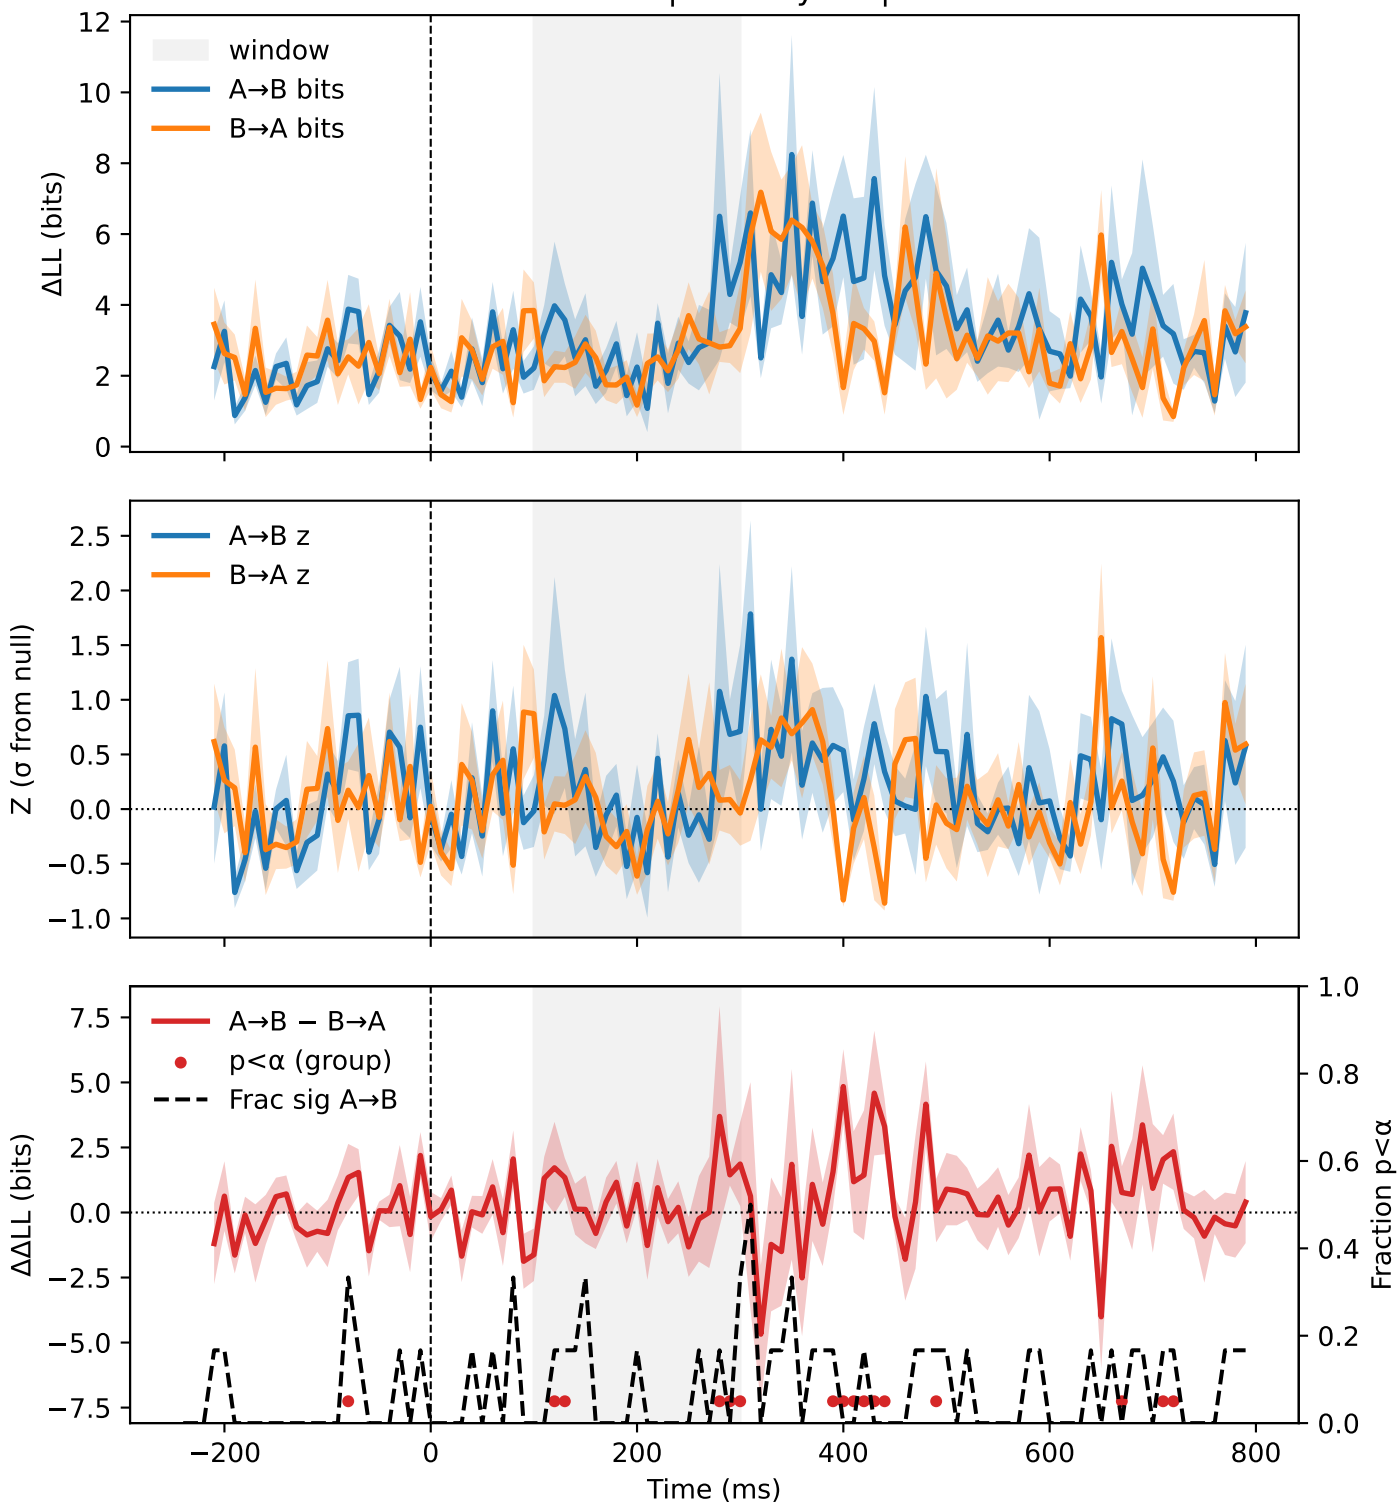 12
10
8
6
4
2
0
ΔLL (bits)
window
A→B bits
B→A bits
2.5
2.0
1.5
1.0
0.5
0.0
−0.5
−1.0
Z (σ from null)
A→B z
B→A z
7.5
5.0
2.5
0.0
−2.5
−5.0
−7.5
ΔΔLL (bits)
A→B − B→A
p<α (group)
Frac sig A→B
1.0
0.8
0.6
0.4
0.2
0.0
Fraction p<α
−200
0
200
400
600
800
Time (ms)